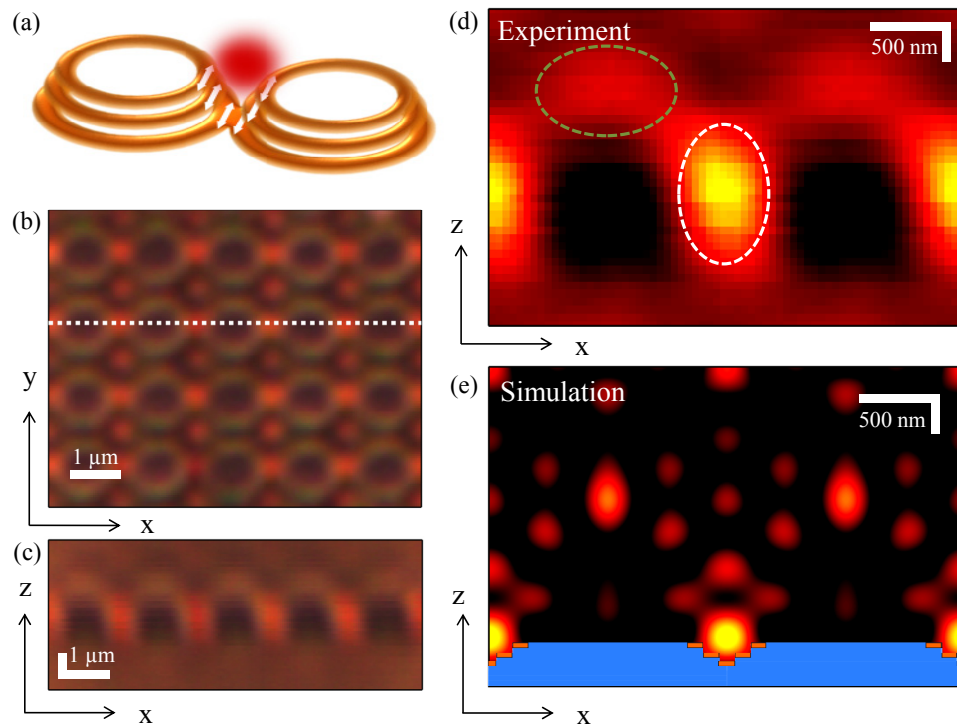 (a)
(b)
y
1 μm
x
(c)
z
1 μm
x
(d)
Experiment
500 nm
z
x
(e)
Simulation
500 nm
z
x